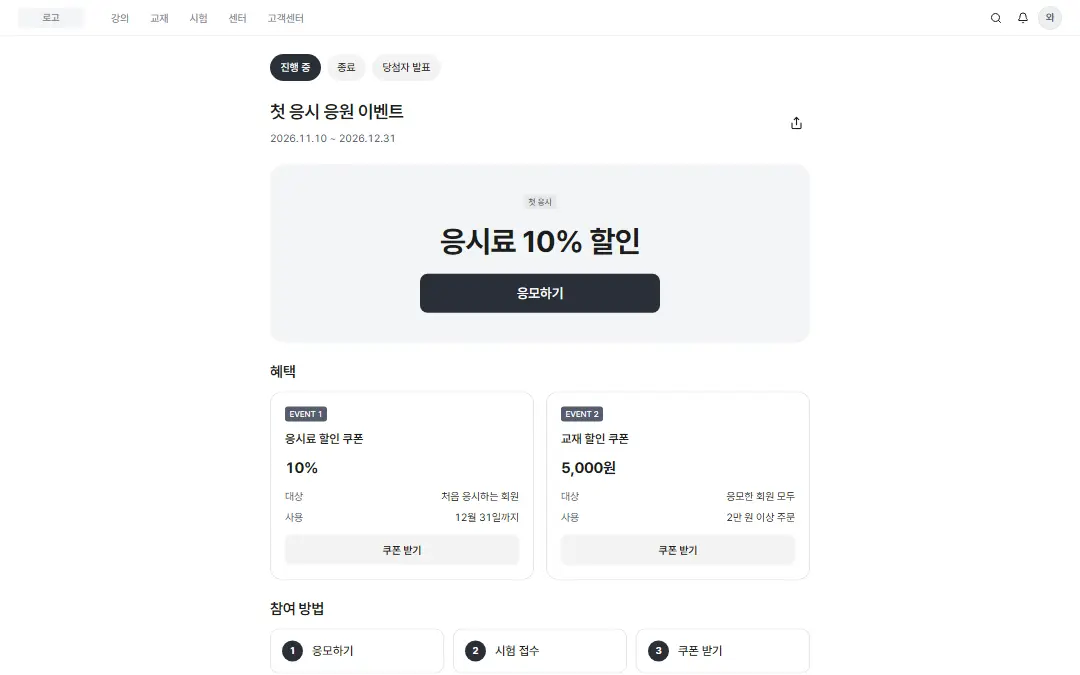 로고 강의 교재 시험 센터 고객센터 와
진행 중 종료 당첨자 발표
첫 응시 응원 이벤트
2026.11.10 ~ 2026.12.31
첫 응시
응시료 10% 할인
응모하기
혜택
EVENT 1
응시료 할인 쿠폰
10%
대상 처음 응시하는 회원
사용 12월 31일까지
쿠폰 받기
EVENT 2
교재 할인 쿠폰
5,000원
대상 응모한 회원 모두
사용 2만 원 이상 주문
쿠폰 받기
참여 방법
1 응모하기
2 시험 접수
3 쿠폰 받기